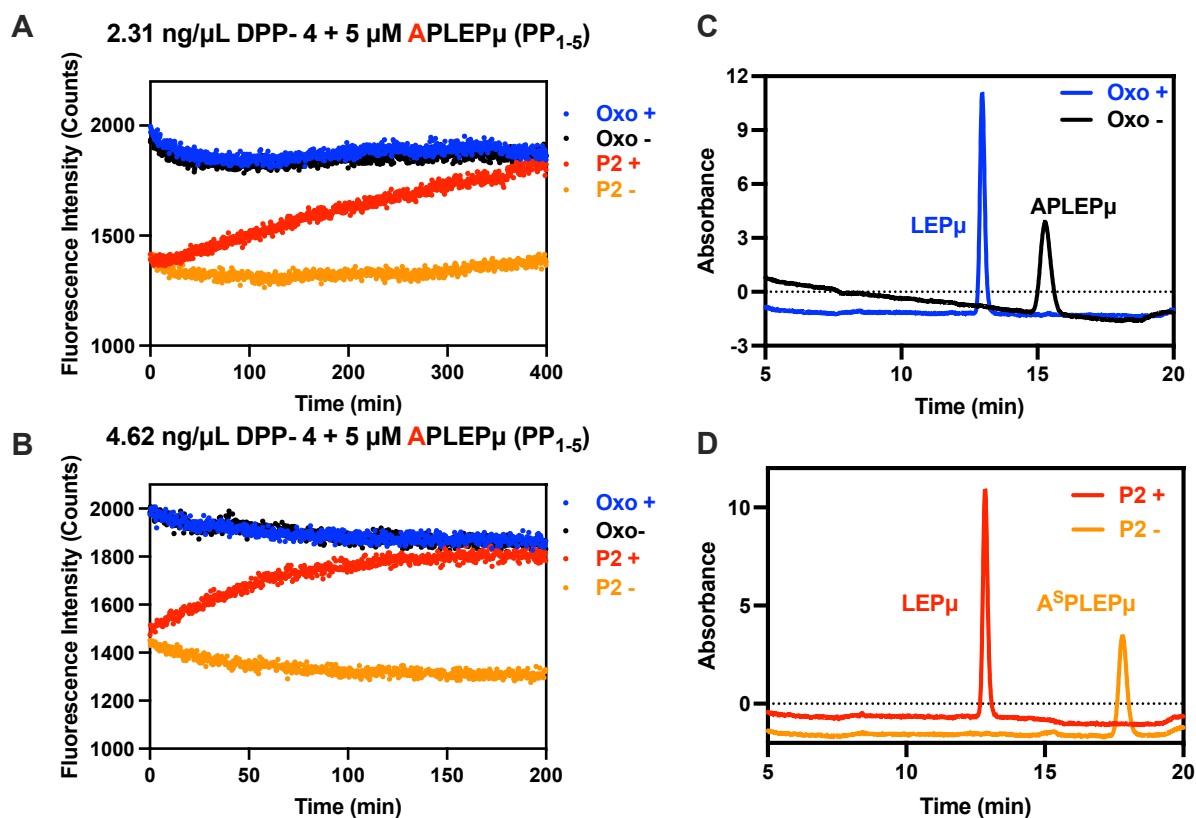 A
2.31 ng/µL DPP- 4 + 5 µM APLEPµ (PP1-5)
Fluorescence Intensity (Counts)
2000
1500
1000
0
100
200
300
400
Time (min)
Oxo +
Oxo -
P2 +
P2 -
C
Absorbance
12
9
6
3
0
-3
5
10
15
20
Time (min)
Oxo +
Oxo -
LEPµ
APLEPµ
B
4.62 ng/µL DPP- 4 + 5 µM APLEPµ (PP1-5)
Fluorescence Intensity (Counts)
2000
1800
1600
1400
1200
1000
0
50
100
150
200
Time (min)
Oxo +
Oxo-
P2 +
P2 -
D
Absorbance
10
5
0
5
10
15
20
Time (min)
P2 +
P2 -
LEPµ
ASPLEPµ